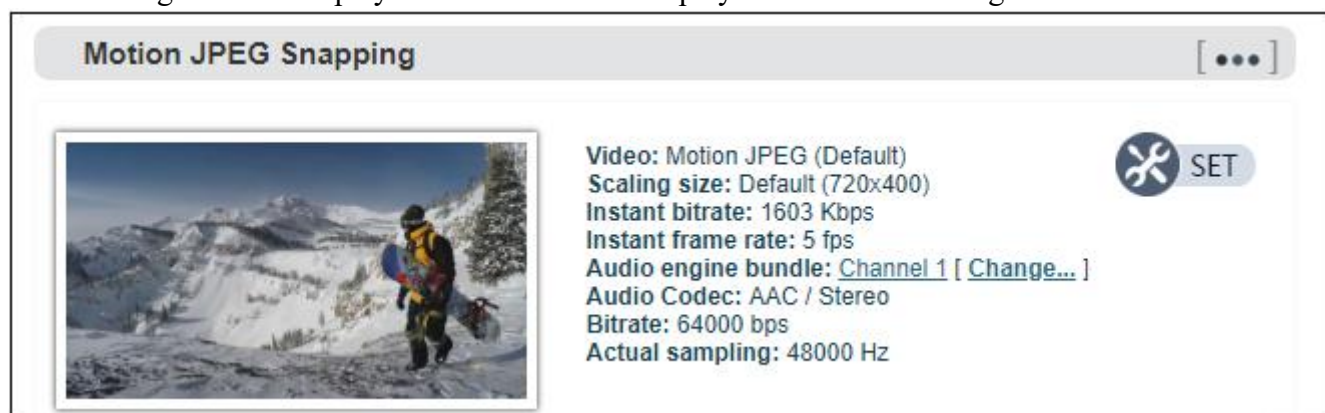 Motion JPEG Snapping
[●●●]
Video: Motion JPEG (Default)
SET
Scaling size: Default (720x400)
Instant bitrate: 1603 Kbps
Instant frame rate: 5 fps
Audio engine bundle: Channel 1 [ Change... ]
Audio Codec: AAC / Stereo
Bitrate: 64000 bps
Actual sampling: 48000 Hz